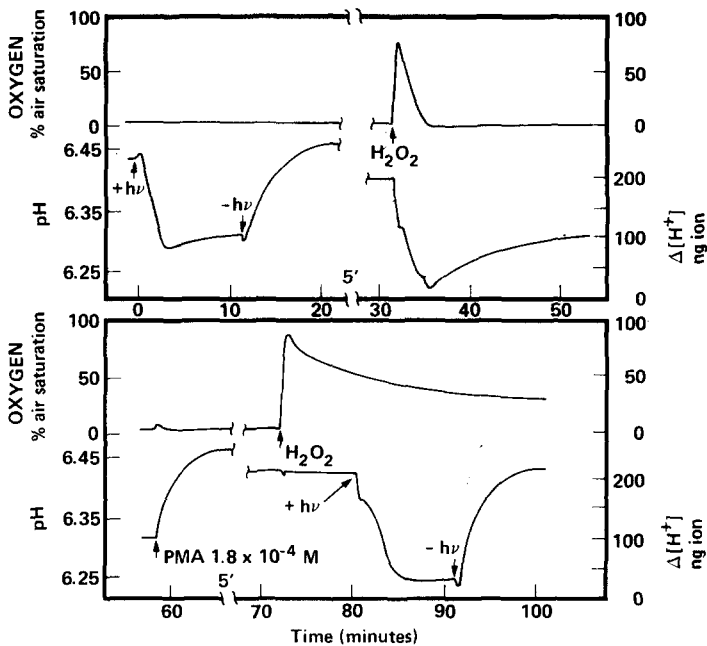 OXYGEN
% air saturation
100
50
0
100
50
0
H₂O₂
pH
6.45
6.35
6.25
+hν
−hν
200
100
0
Δ[H⁺]
ng ion
5′
0
10
20
30
40
50
OXYGEN
% air saturation
100
50
0
100
50
0
H₂O₂
pH
6.45
6.35
6.25
+ hν
− hν
PMA 1.8 x 10⁻⁴ M
200
100
0
Δ[H⁺]
ng ion
5′
60
70
80
90
100
Time (minutes)